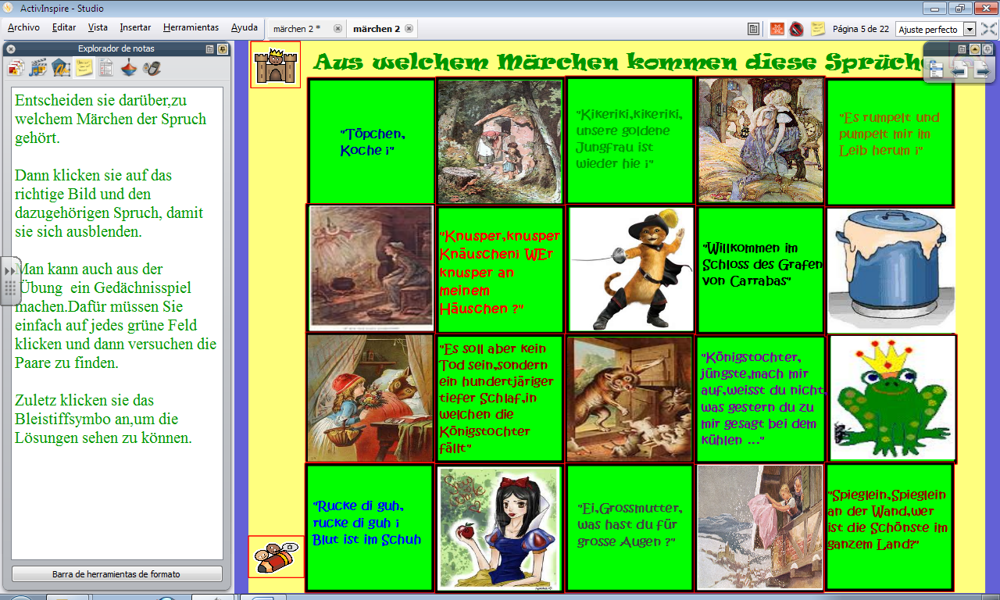 ActivInspire - Studio
Archivo Editar Vista Insertar Herramientas Ayuda
märchen 2 *
märchen 2
Página 5 de 22
Ajuste perfecto
Explorador de notas
Entscheiden sie darüber,zu
welchem Märchen der Spruch
gehört.
Dann klicken sie auf das
richtige Bild und den
dazugehörigen Spruch, damit
sie sich ausblenden.
Man kann auch aus der
Übung ein Gedächnisspiel
machen.Dafür müssen Sie
einfach auf jedes grüne Feld
klicken und dann versuchen die
Paare zu finden.
Zuletz klicken sie das
Bleistiffsymbo an,um die
Lösungen sehen zu können.
Barra de herramientas de formato
Aus welchem Märchen kommen diese Sprüche
"Töpchen,
Koche ¡"
"Kikeriki,kikeriki,
unsere goldene
Jungfrau ist
wieder hie ¡"
"Es rumpelt und
pumpelt mir im
Leib herum ¡"
"Knusper,knusper
Knäuschen¡ WEr
knusper an
meinem
Häuschen ?"
"Willkommen im
Schloss des Grafen
von Carrabas"
"Es soll aber kein
Tod sein,sondern
ein hundertjäriger
tiefer Schlaf,in
welchen die
Königstochter
fällt"
"Königstochter,
jüngste,mach mir
auf,weisst du nicht,
was gestern du zu
mir gesagt bei dem
kühlen ..."
"Rucke di guh,
rucke di guh ¡
Blut ist im Schuh
Snow
White
"Ei,Grossmutter,
was hast du für
grosse Augen ?"
"Spieglein,Spieglein
an der Wand,wer
ist die Schönste im
ganzem Land?"